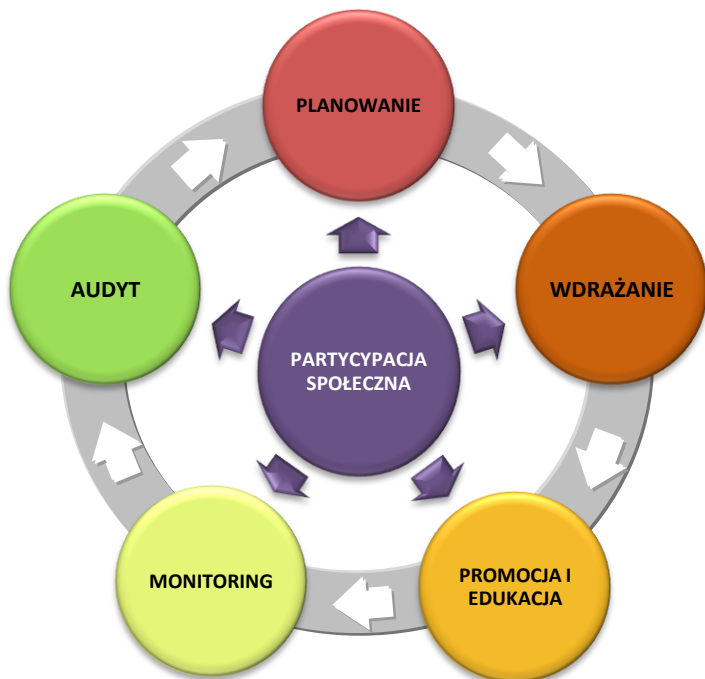 PLANOWANIE
AUDYT
WDRAŻANIE
PARTYCYPACJA
SPOŁECZNA
MONITORING
PROMOCJA I
EDUKACJA